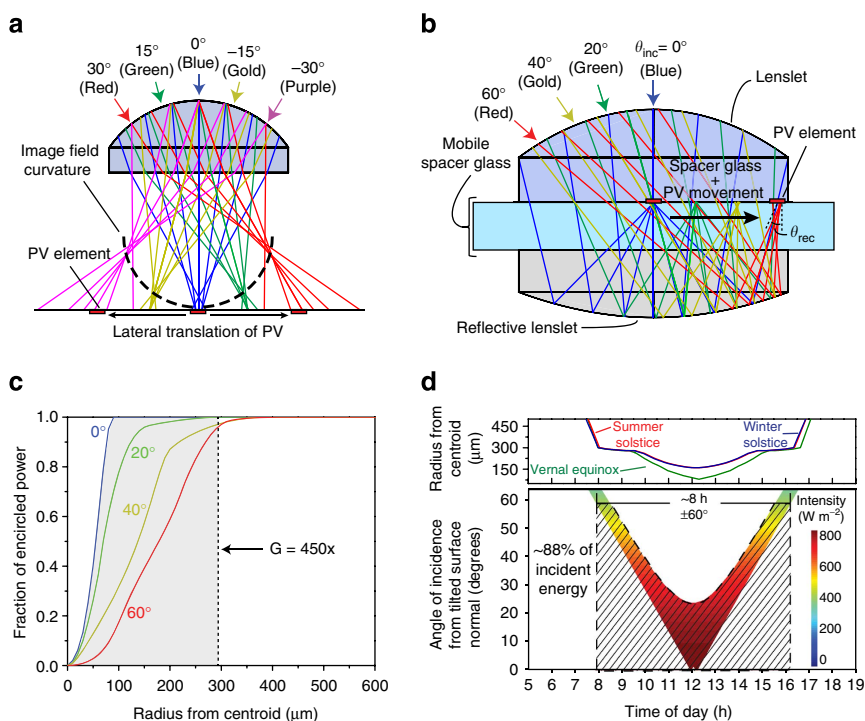 a
0°
15°
(Blue)
−15°
30°
(Green)
(Gold)
−30°
(Red)
(Purple)
Image field
curvature
PV element
Lateral translation of PV
b
θinc= 0°
20°
(Blue)
40°
(Green)
(Gold)
60°
(Red)
Lenslet
PV element
Mobile
spacer glass
Spacer glass
+
PV movement
θrec
Reflective lenslet
c
Fraction of encircled power
1.0
0.8
0.6
0.4
0.2
0.0
0°
20°
40°
60°
G = 450x
0 100 200 300 400 500 600
Radius from centroid (μm)
d
Radius from
centroid
(μm)
450
300
150
Summer
solstice
Winter
solstice
Vernal equinox
Angle of incidence
from tilted surface
normal (degrees)
60
50
40
30
20
10
0
~8 h
±60°
~88% of
incident
energy
Intensity
(W m−2)
800
600
400
200
0
5 6 7 8 9 10 11 12 13 14 15 16 17 18 19
Time of day (h)